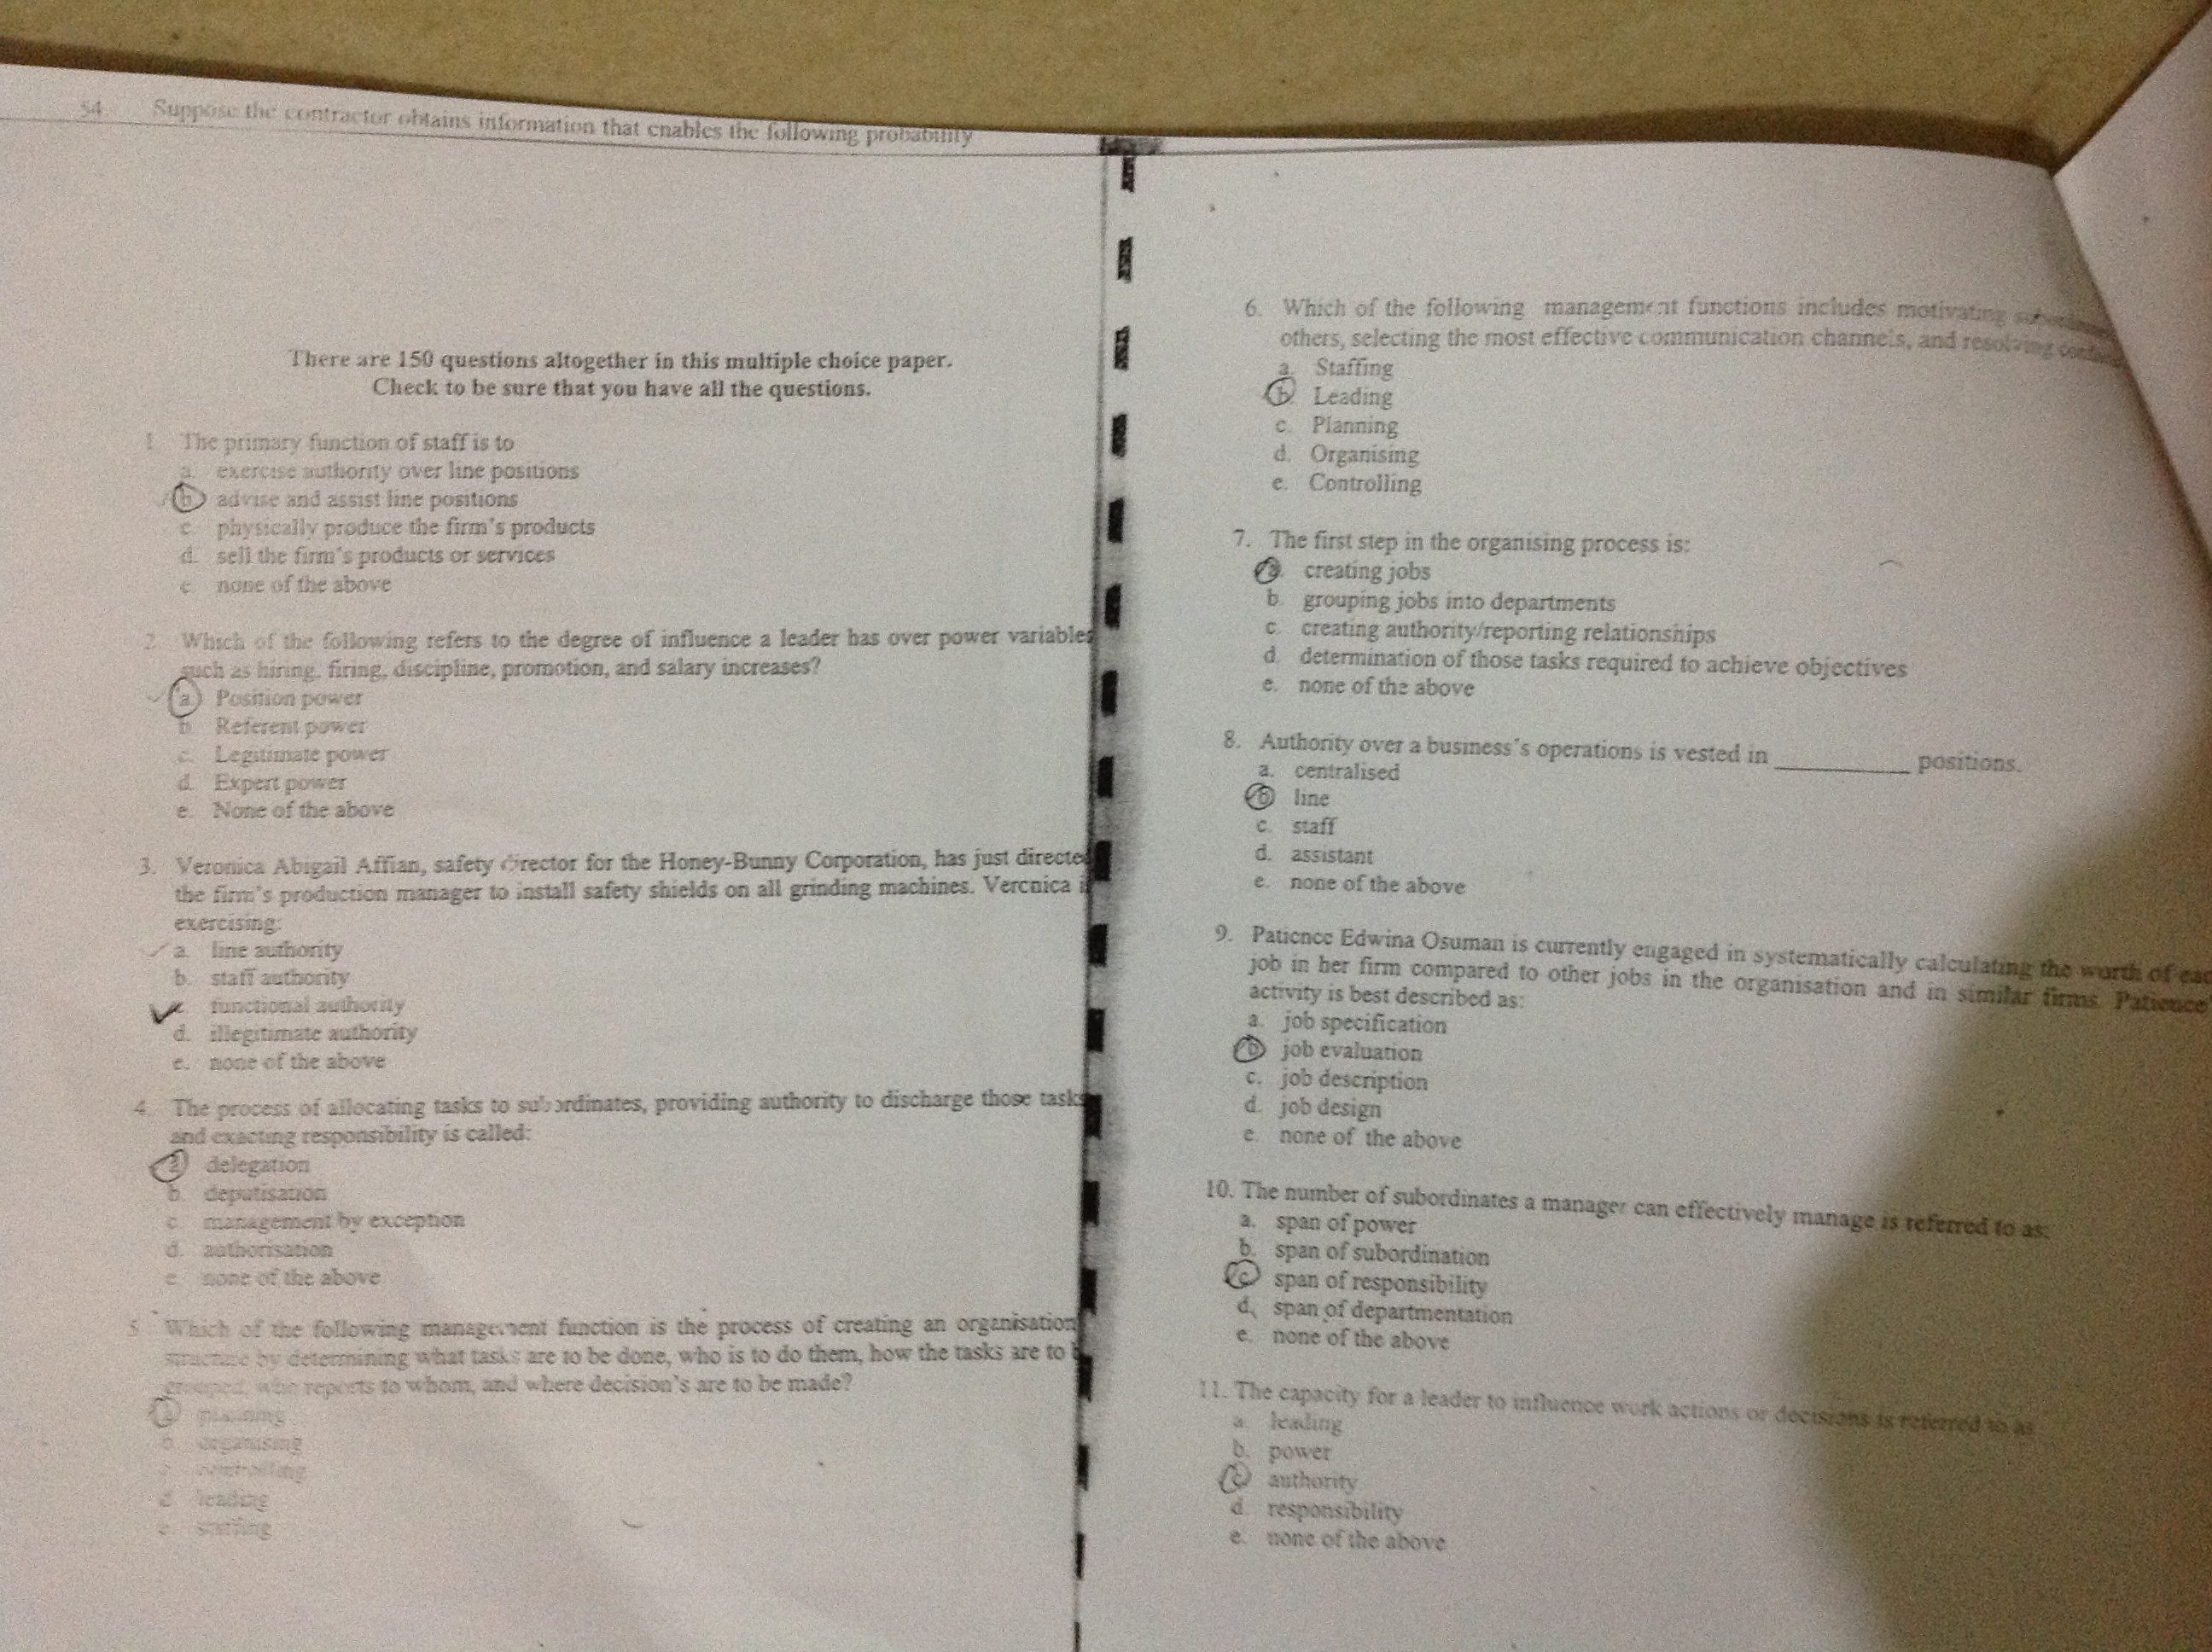 54. Suppose the contractor obtains information that enables the following probability
There are 150 questions altogether in this multiple choice paper.
Check to be sure that you have all the questions.
1. The primary function of staff is to
a. exercise authority over line positions
b. advise and assist line positions
c. physically produce the firm's products
d. sell the firm's products or services
e. none of the above
2. Which of the following refers to the degree of influence a leader has over power variables
such as hiring, firing, discipline, promotion, and salary increases?
a. Position power
b. Referent power
c. Legitimate power
d. Expert power
e. None of the above
3. Veronica Abigail Affian, safety director for the Honey-Bunny Corporation, has just directed
the firm's production manager to install safety shields on all grinding machines. Veronica
exercising:
a. line authority
b. staff authority
functional authority
d. illegitimate authority
e. none of the above
4. The process of allocating tasks to subordinates, providing authority to discharge those tasks
and exacting responsibility is called:
a delegation
b. deputisation
c. management by exception
d. authorisation
e. none of the above
5. Which of the following management function is the process of creating an organisation
structure by determining what tasks are to be done, who is to do them, how the tasks are to
grouped, who reports to whom, and where decision's are to be made?
a planning
b. organising
c. controlling
d. leading
e. staffing
6. Which of the following management functions includes motivating
others, selecting the most effective communication channels, and resolving
a. Staffing
b. Leading
c. Planning
d. Organising
e. Controlling
7. The first step in the organising process is:
a. creating jobs
b. grouping jobs into departments
c. creating authority/reporting relationships
d. determination of those tasks required to achieve objectives
e. none of the above
8. Authority over a business's operations is vested in __________ positions.
a. centralised
b line
c. staff
d. assistant
e. none of the above
9. Patience Edwina Osuman is currently engaged in systematically calculating the worth of
job in her firm compared to other jobs in the organisation and in similar firms. Patience
activity is best described as:
a. job specification
b job evaluation
c. job description
d. job design
e. none of the above
10. The number of subordinates a manager can effectively manage is referred to as:
a. span of power
b. span of subordination
c span of responsibility
d. span of departmentation
e. none of the above
11. The capacity for a leader to influence work actions or decisions is referred to as
a. leading
b. power
c authority
d. responsibility
e. none of the above